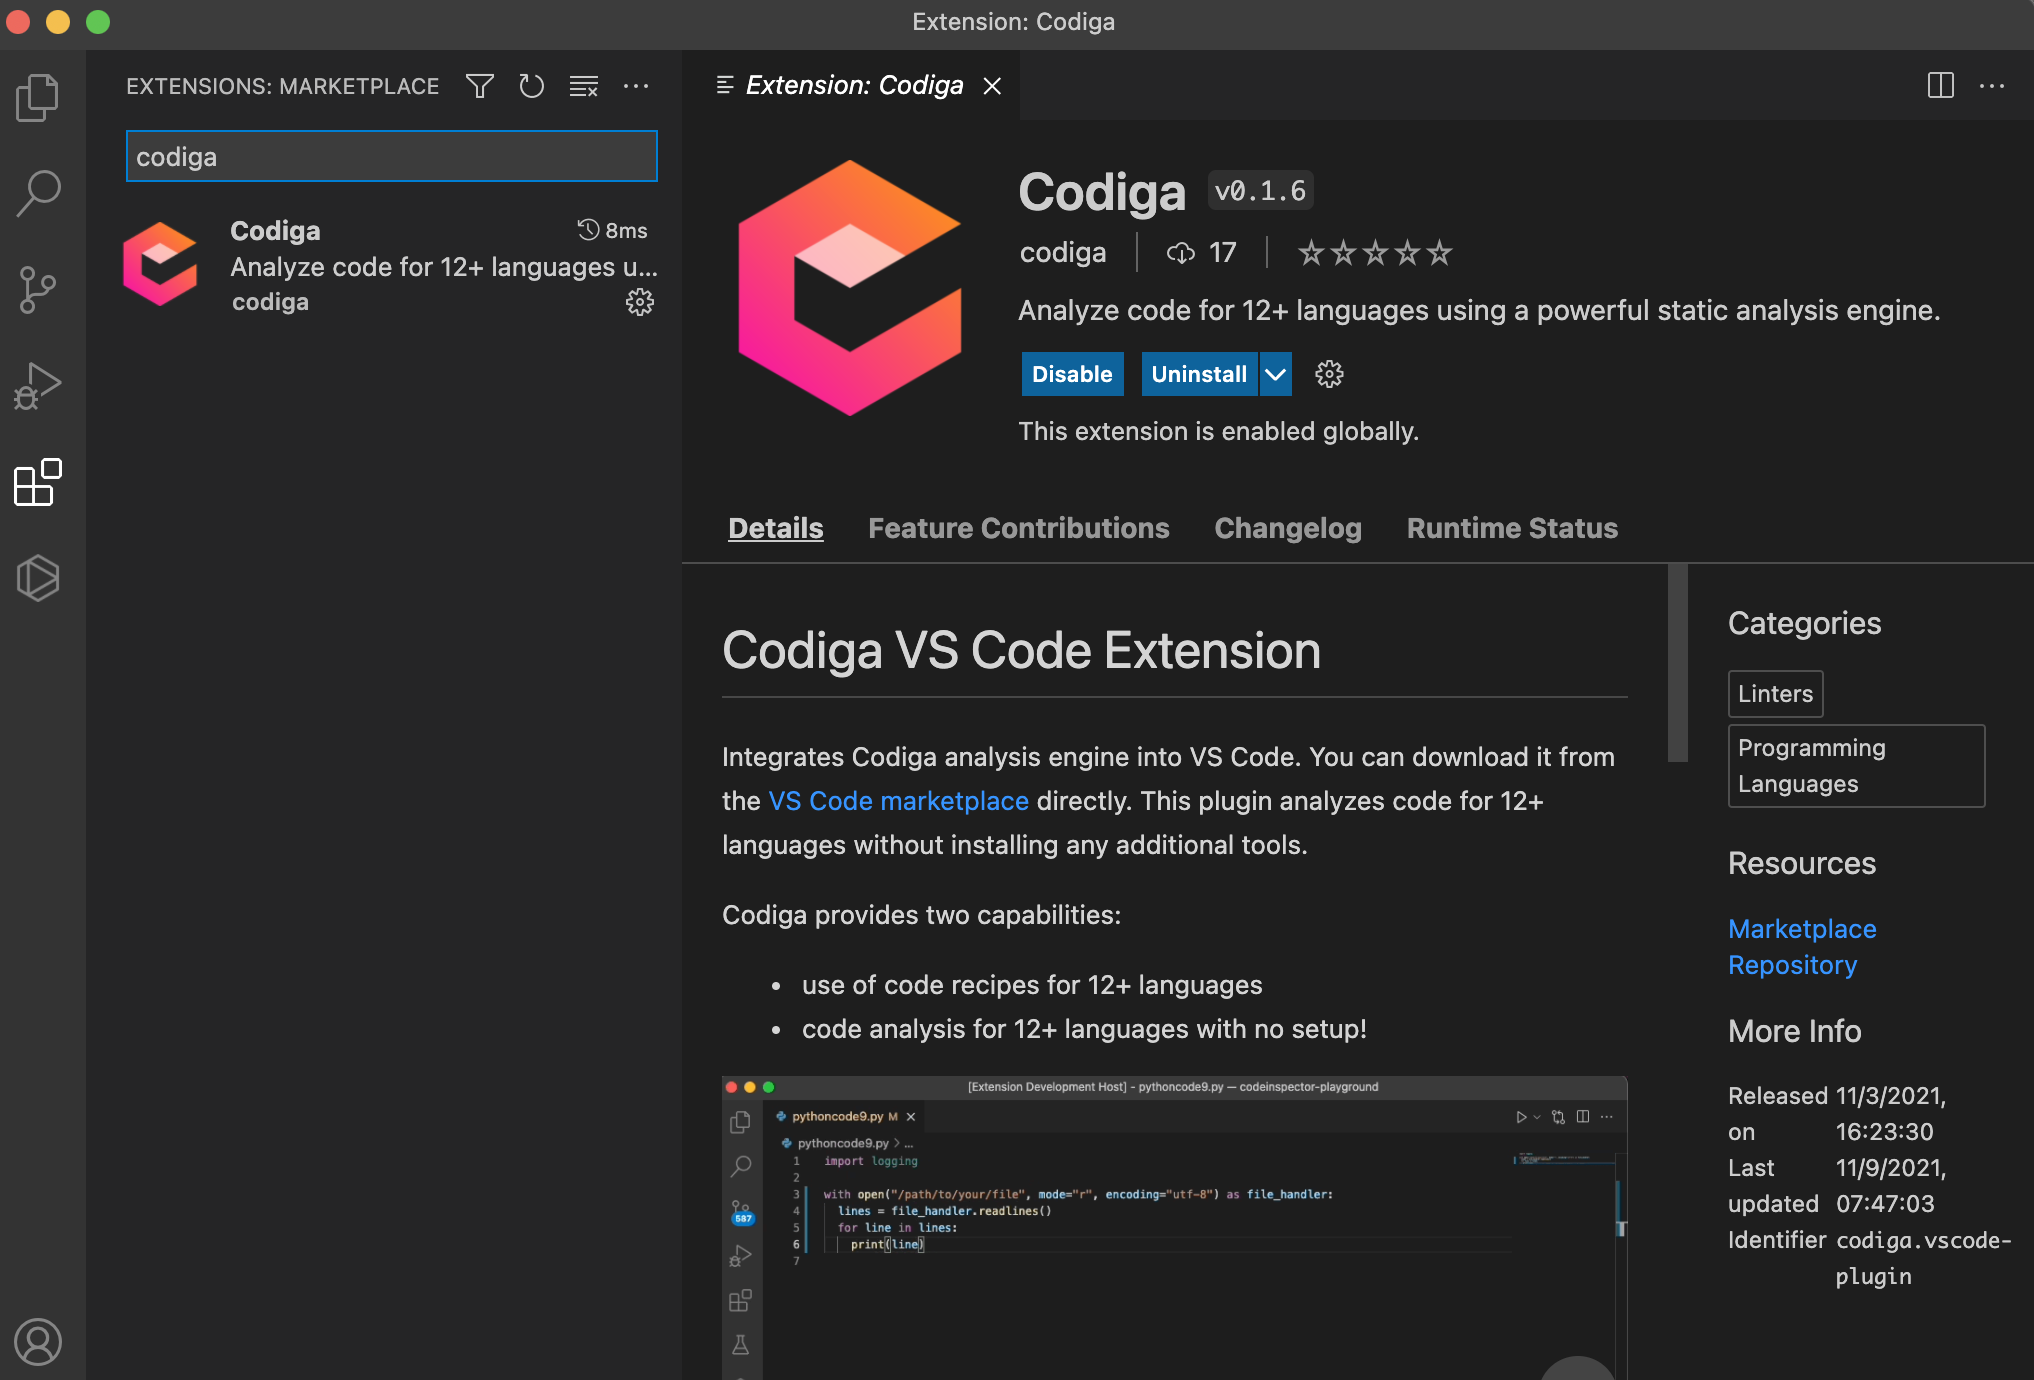 Extension: Codiga
EXTENSIONS: MARKETPLACE
codiga
Codiga
8ms
Analyze code for 12+ languages u...
codiga
Extension: Codiga
Codiga v0.1.6
codiga 17
Analyze code for 12+ languages using a powerful static analysis engine.
Disable Uninstall
This extension is enabled globally.
Details Feature Contributions Changelog Runtime Status
Codiga VS Code Extension
Integrates Codiga analysis engine into VS Code. You can download it from
the VS Code marketplace directly. This plugin analyzes code for 12+
languages without installing any additional tools.
Codiga provides two capabilities:
• use of code recipes for 12+ languages
• code analysis for 12+ languages with no setup!
[Extension Development Host] - pythoncode9.py — codeinspector-playground
pythoncode9.py M
pythoncode9.py > ...
1 import logging
2
3 with open("/path/to/your/file", mode="r", encoding="utf-8") as file_handler:
4 lines = file_handler.readlines()
5 for line in lines:
6 print(line)
7
587
Categories
Linters
Programming
Languages
Resources
Marketplace
Repository
More Info
Released 11/3/2021,
on 16:23:30
Last 11/9/2021,
updated 07:47:03
Identifier codiga.vscode-
plugin